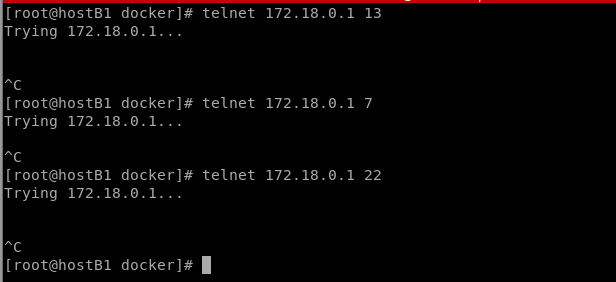 [root@hostB1 docker]# telnet 172.18.0.1 13
Trying 172.18.0.1...
^C
[root@hostB1 docker]# telnet 172.18.0.1 7
Trying 172.18.0.1...
^C
[root@hostB1 docker]# telnet 172.18.0.1 22
Trying 172.18.0.1...
^C
[root@hostB1 docker]#